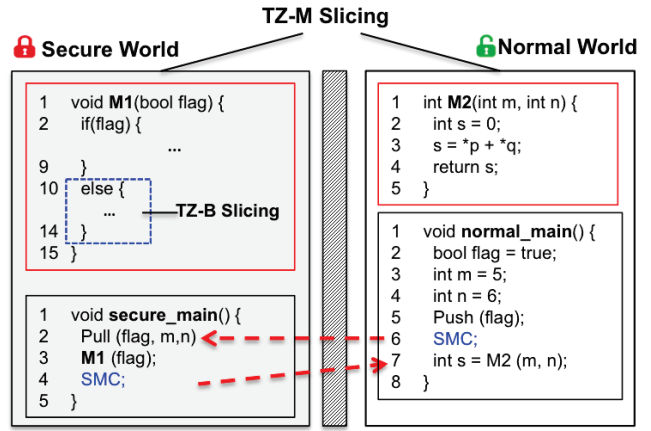 TZ-M Slicing
Secure World
1 void M1(bool flag) {
2 if(flag) {
...
9 }
10 else {
...
TZ-B Slicing
14 }
15 }
1 void secure_main() {
2 Pull (flag, m,n)
3 M1 (flag);
4 SMC;
5 }
Normal World
1 int M2(int m, int n) {
2 int s = 0;
3 s = *p + *q;
4 return s;
5 }
1 void normal_main() {
2 bool flag = true;
3 int m = 5;
4 int n = 6;
5 Push (flag);
6 SMC;
7 int s = M2 (m, n);
8 }